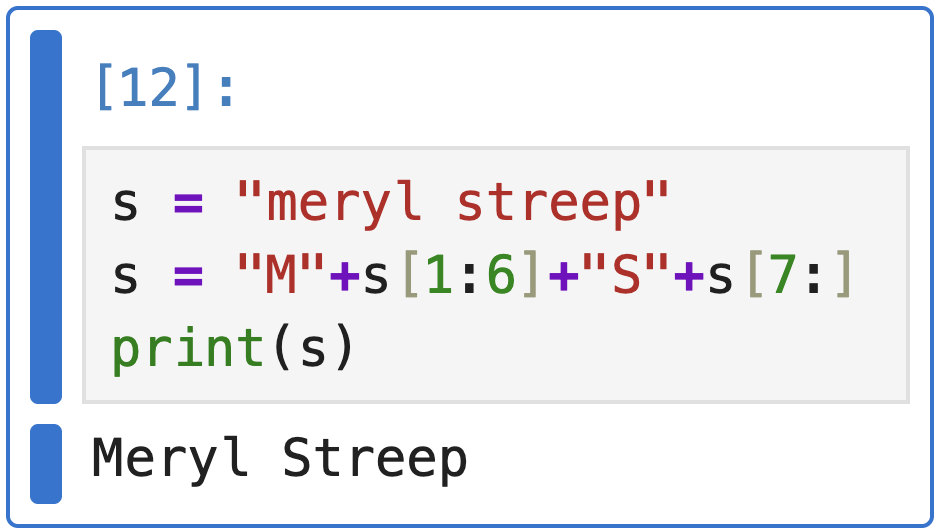 [12]:
s = "meryl streep"
s = "M"+s[1:6]+"S"+s[7:]
print(s)
Meryl Streep